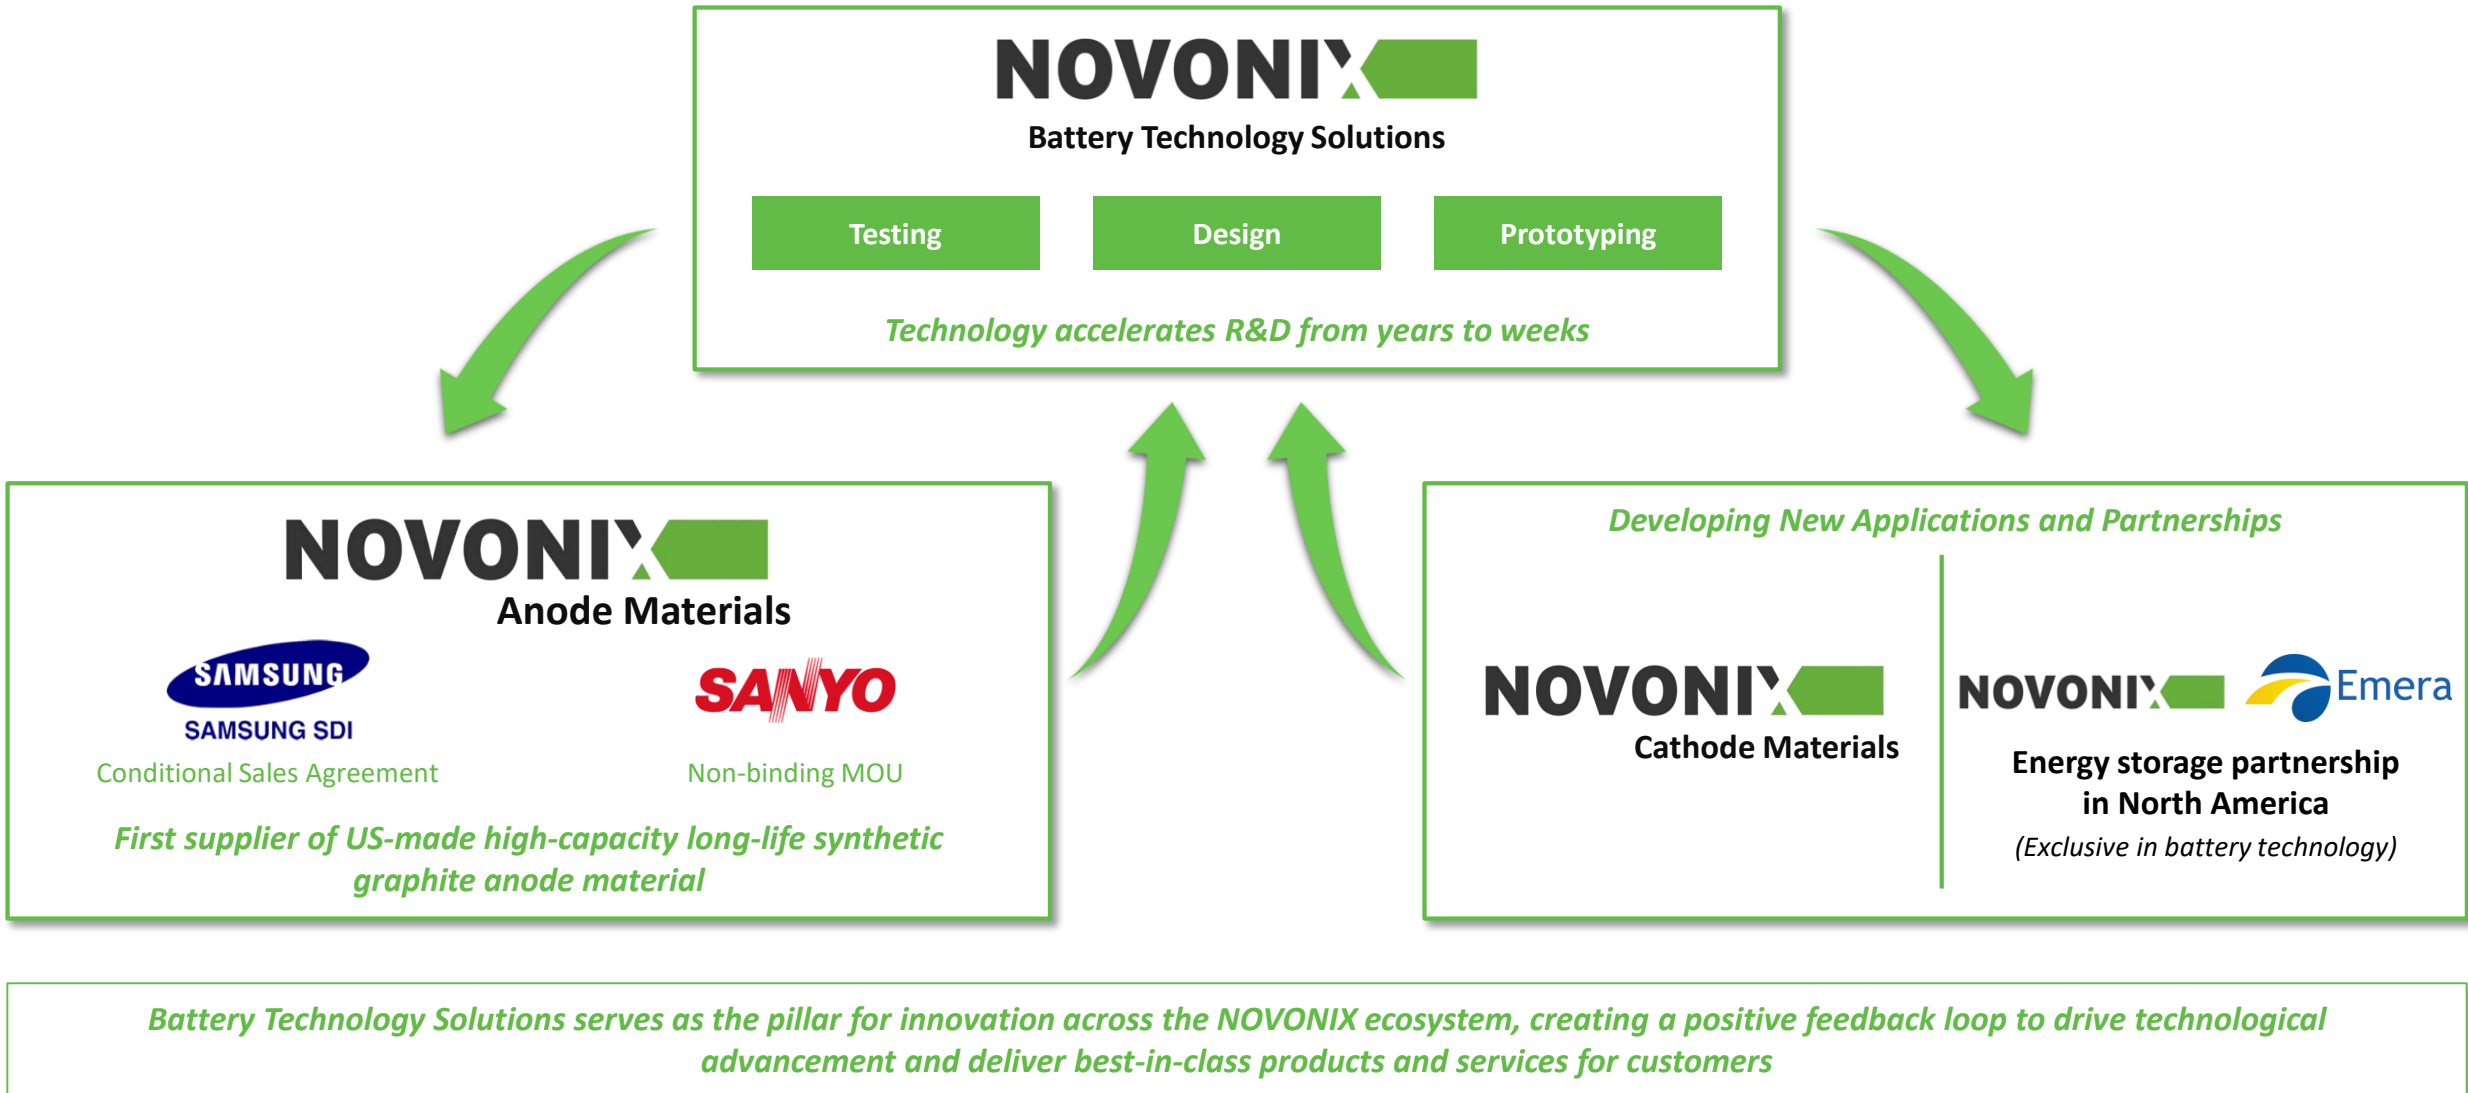 NOVONIX
Battery Technology Solutions
Testing
Design
Prototyping
Technology accelerates R&D from years to weeks
NOVONIX
Anode Materials
SAMSUNG
SAMSUNG SDI
Conditional Sales Agreement
SANYO
Non-binding MOU
First supplier of US-made high-capacity long-life synthetic
graphite anode material
Developing New Applications and Partnerships
NOVONIX
Cathode Materials
NOVONIX
Emera
Energy storage partnership
in North America
(Exclusive in battery technology)
Battery Technology Solutions serves as the pillar for innovation across the NOVONIX ecosystem, creating a positive feedback loop to drive technological
advancement and deliver best-in-class products and services for customers